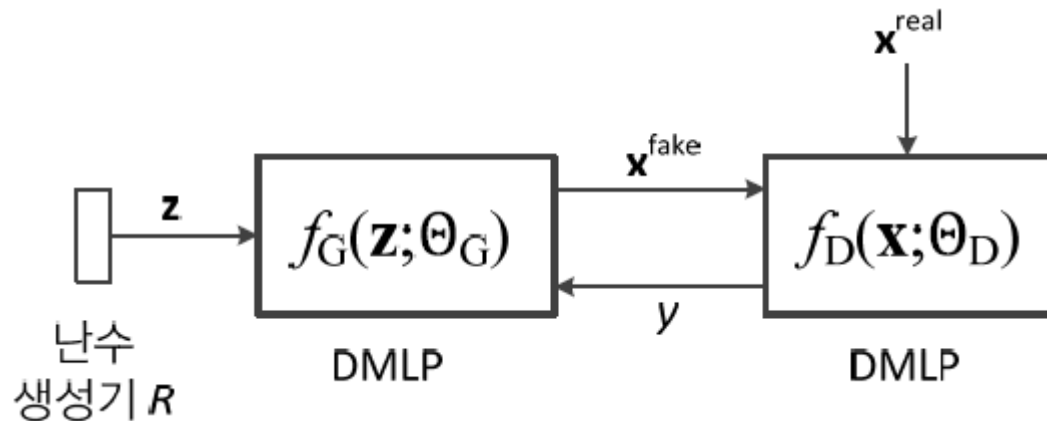 x^real
x^fake
z
f_G(z;Θ_G)
f_D(x;Θ_D)
y
난수
생성기 R
DMLP
DMLP